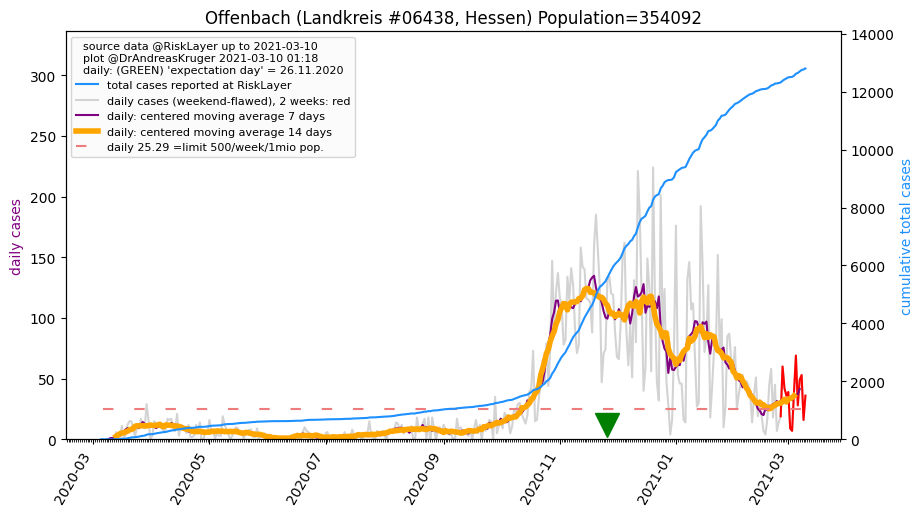 Offenbach (Landkreis #06438, Hessen) Population=354092
source data @RiskLayer up to 2021-03-10
plot @DrAndreasKruger 2021-03-10 01:18
daily: (GREEN) 'expectation day' = 26.11.2020
total cases reported at RiskLayer
daily cases (weekend-flawed), 2 weeks: red
daily: centered moving average 7 days
daily: centered moving average 14 days
daily 25.29 =limit 500/week/1mio pop.
daily cases
300
250
200
150
100
50
0
cumulative total cases
14000
12000
10000
8000
6000
4000
2000
0
2020-03
2020-05
2020-07
2020-09
2020-11
2021-01
2021-03